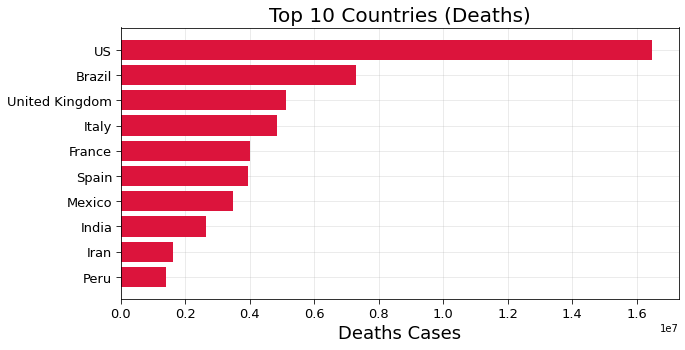 Top 10 Countries (Deaths)
US
Brazil
United Kingdom
Italy
France
Spain
Mexico
India
Iran
Peru
0.0 0.2 0.4 0.6 0.8 1.0 1.2 1.4 1.6
1e7
Deaths Cases